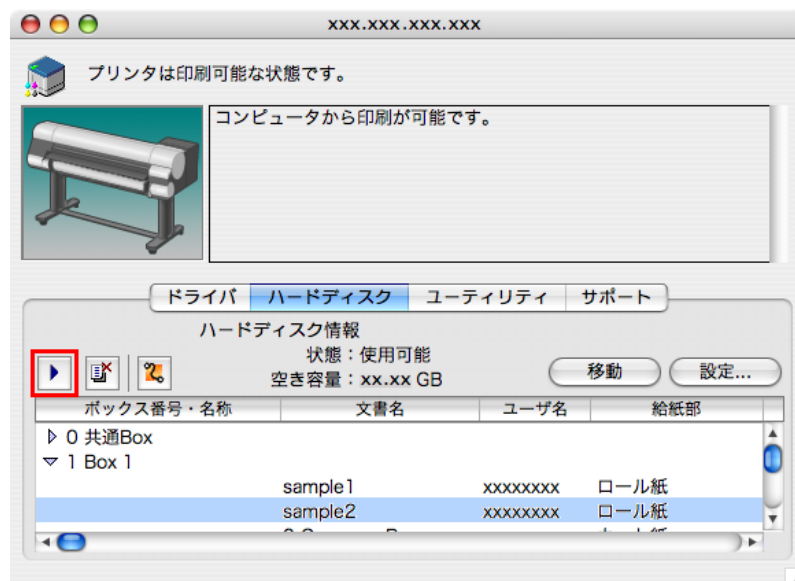 xxx.xxx.xxx.xxx
プリンタは印刷可能な状態です。
コンピュータから印刷が可能です。
ドライバ ハードディスク ユーティリティ サポート
ハードディスク情報
状態：使用可能
空き容量：xx.xx GB
移動 設定...
ボックス番号・名称 文書名 ユーザ名 給紙部
0 共通Box
1 Box 1
sample1 xxxxxxxx ロール紙
sample2 xxxxxxxx ロール紙